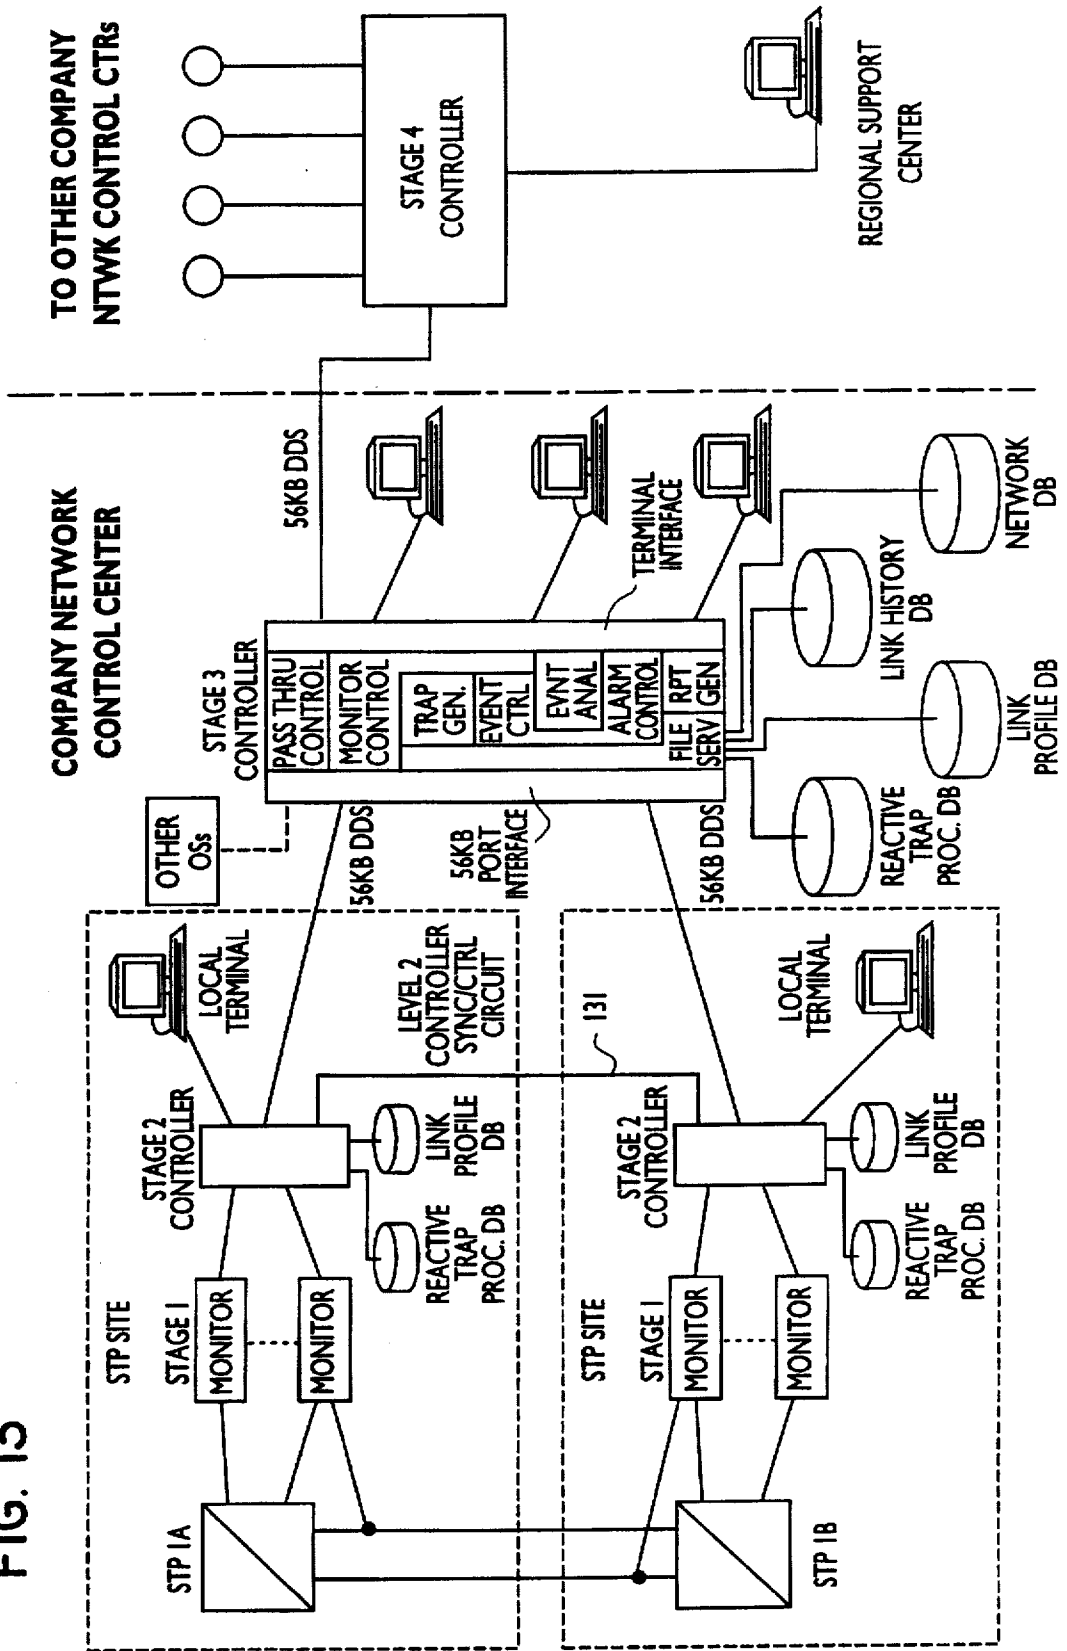 FIG.
COMPANY NETWORK
CONTROL CENTER
TO OTHER COMPANY
NTWK CONTROL CTRs
STP SITE
STP 1A
STAGE 1
MONITOR
MONITOR
STAGE 2
CONTROLLER
LOCAL
TERMINAL
REACTIVE
TRAP
PROC. DB
LINK
PROFILE
DB
LEVEL 2
CONTROLLER
SYNC/CTRL
CIRCUIT
131
STP SITE
STP 1B
STAGE 1
MONITOR
MONITOR
STAGE 2
CONTROLLER
LOCAL
TERMINAL
REACTIVE
TRAP
PROC. DB
LINK
PROFILE
DB
OTHER
OSs
56KB DDS
56KB
PORT
INTERFACE
56KB DDS
STAGE 3
CONTROLLER
PASS THRU
CONTROL
MONITOR
CONTROL
TRAP
GEN.
EVENT
CTRL
EVNT
ANAL
ALARM
CONTROL
FILE
SERV
RPT
GEN
TERMINAL
INTERFACE
56KB DDS
REACTIVE
TRAP
PROC. DB
LINK
PROFILE DB
LINK HISTORY
DB
NETWORK
DB
STAGE 4
CONTROLLER
REGIONAL SUPPORT
CENTER